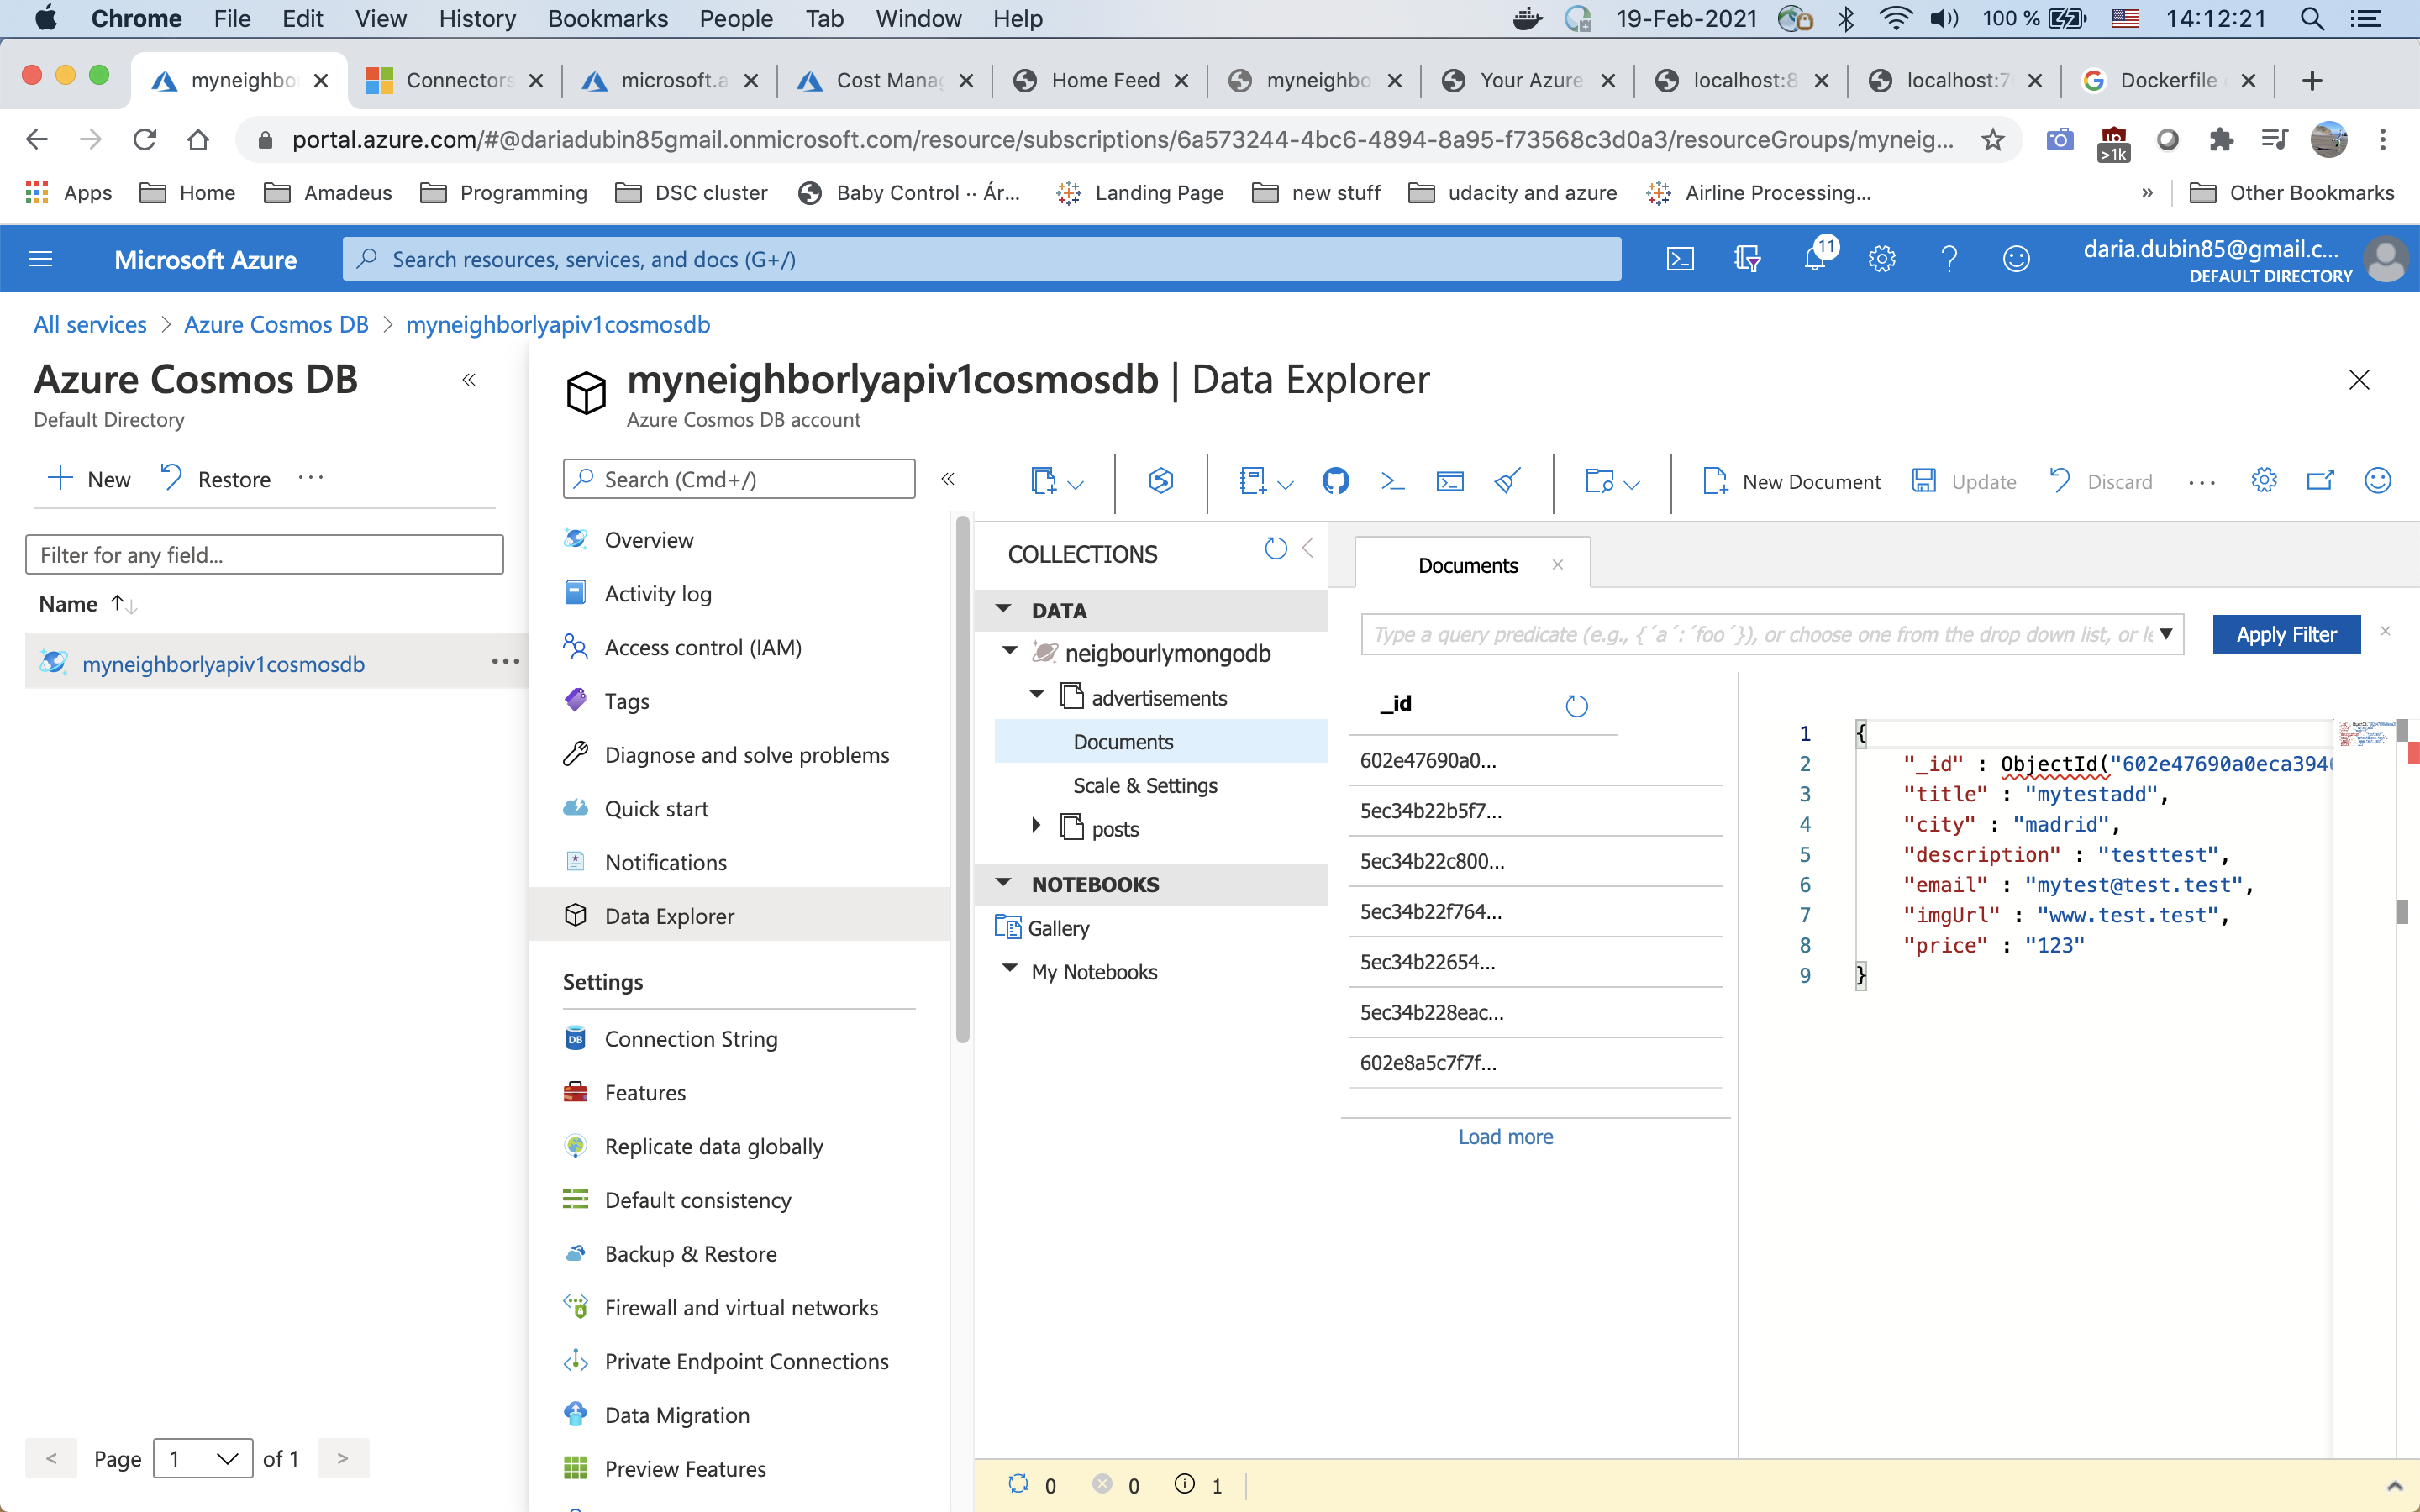 Chrome File Edit View History Bookmarks People Tab Window Help 19-Feb-2021 100 % 14:12:21
myneighbo Connectors microsoft.a Cost Manag Home Feed myneighbo Your Azure localhost:8 localhost:7 Dockerfile
portal.azure.com/#@dariadubin85gmail.onmicrosoft.com/resource/subscriptions/6a573244-4bc6-4894-8a95-f73568c3d0a3/resourceGroups/myneig... >1k
Apps Home Amadeus Programming DSC cluster Baby Control ·· Ár... Landing Page new stuff udacity and azure Airline Processing... » Other Bookmarks
Microsoft Azure Search resources, services, and docs (G+/) 11 daria.dubin85@gmail.c...
DEFAULT DIRECTORY
All services > Azure Cosmos DB > myneighborlyapiv1cosmosdb
Azure Cosmos DB «
Default Directory
+ New Restore ...
Filter for any field...
Name ↑↓
myneighborlyapiv1cosmosdb ...
< Page 1 of 1 >
myneighborlyapiv1cosmosdb | Data Explorer
Azure Cosmos DB account
Search (Cmd+/) «
Overview
Activity log
Access control (IAM)
Tags
Diagnose and solve problems
Quick start
Notifications
Data Explorer
Settings
Connection String
Features
Replicate data globally
Default consistency
Backup & Restore
Firewall and virtual networks
Private Endpoint Connections
Data Migration
Preview Features
New Document Update Discard ...
COLLECTIONS
DATA
neigbourlymongodb
advertisements
Documents
Scale & Settings
posts
NOTEBOOKS
Gallery
My Notebooks
Documents
Type a query predicate (e.g., {´a´:´foo´}), or choose one from the drop down list, or le Apply Filter
_id
602e47690a0...
5ec34b22b5f7...
5ec34b22c800...
5ec34b22f764...
5ec34b22654...
5ec34b228eac...
602e8a5c7f7f...
Load more
1 {
2 "_id" : ObjectId("602e47690a0eca394
3 "title" : "mytestadd",
4 "city" : "madrid",
5 "description" : "testtest",
6 "email" : "mytest@test.test",
7 "imgUrl" : "www.test.test",
8 "price" : "123"
9 }
0 0 1